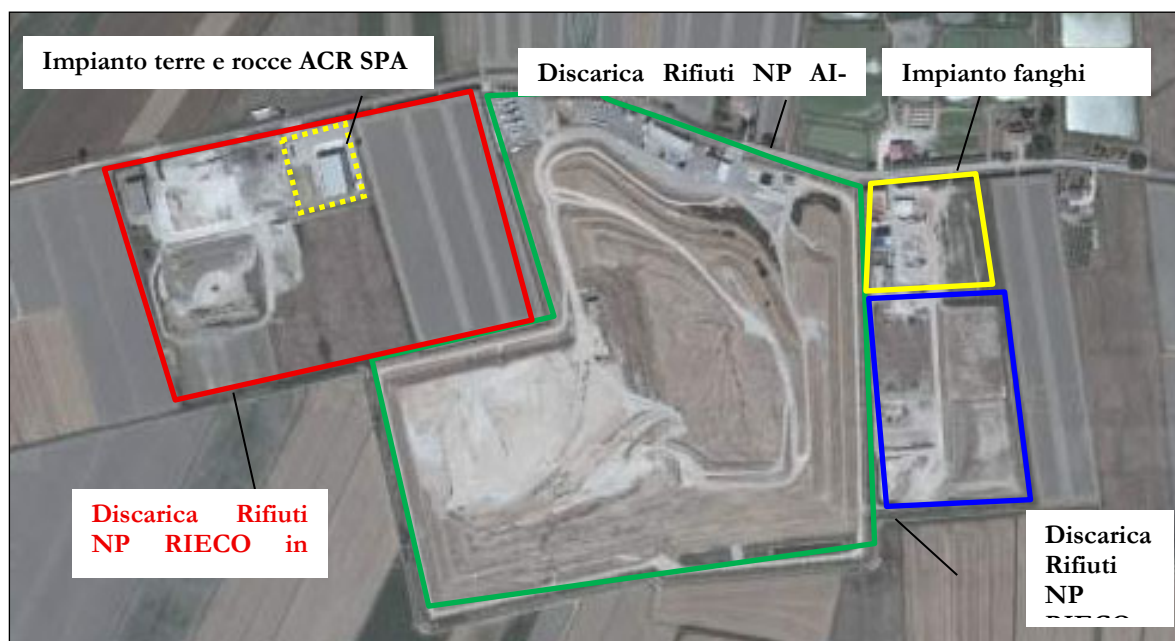 Impianto terre e rocce ACR SPA
Discarica Rifiuti NP AI-
Impianto fanghi
Discarica Rifiuti
NP RIECO in
Discarica
Rifiuti
NP
RIECO